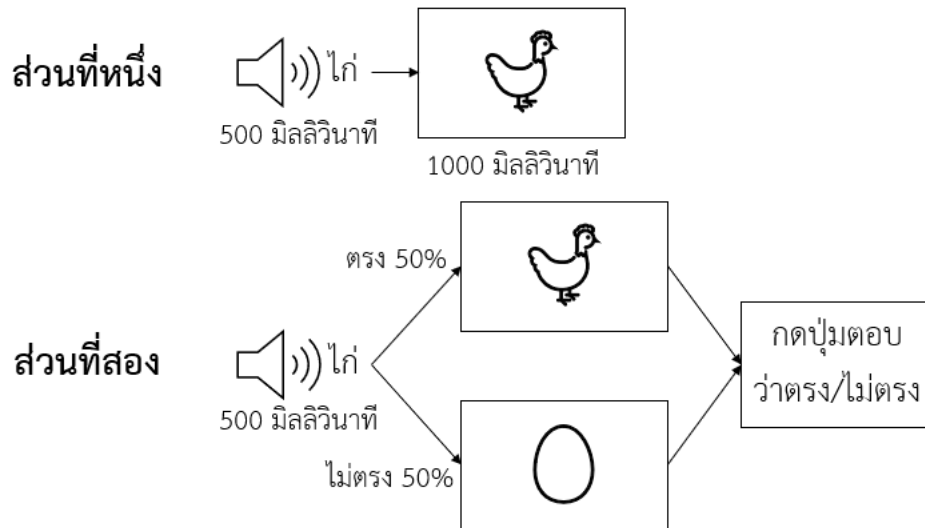 ส่วนที่หนึ่ง
ไก่
500 มิลลิวินาที
1000 มิลลิวินาที
ตรง 50%
ส่วนที่สอง
ไก่
500 มิลลิวินาที
ไม่ตรง 50%
กดปุ่มตอบ
ว่าตรง/ไม่ตรง